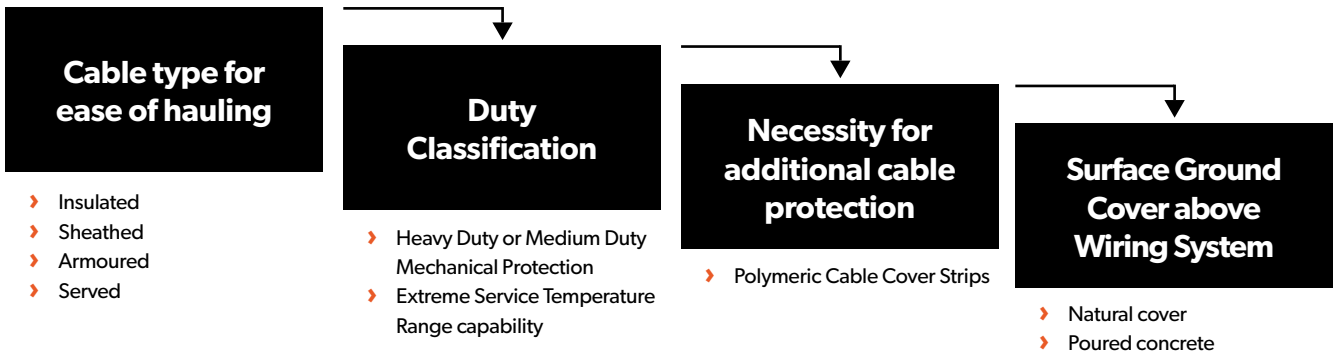 Cable type for
ease of hauling
› Insulated
› Sheathed
› Armoured
› Served
Duty
Classification
› Heavy Duty or Medium Duty
Mechanical Protection
› Extreme Service Temperature
Range capability
Necessity for
additional cable
protection
› Polymeric Cable Cover Strips
Surface Ground
Cover above
Wiring System
› Natural cover
› Poured concrete